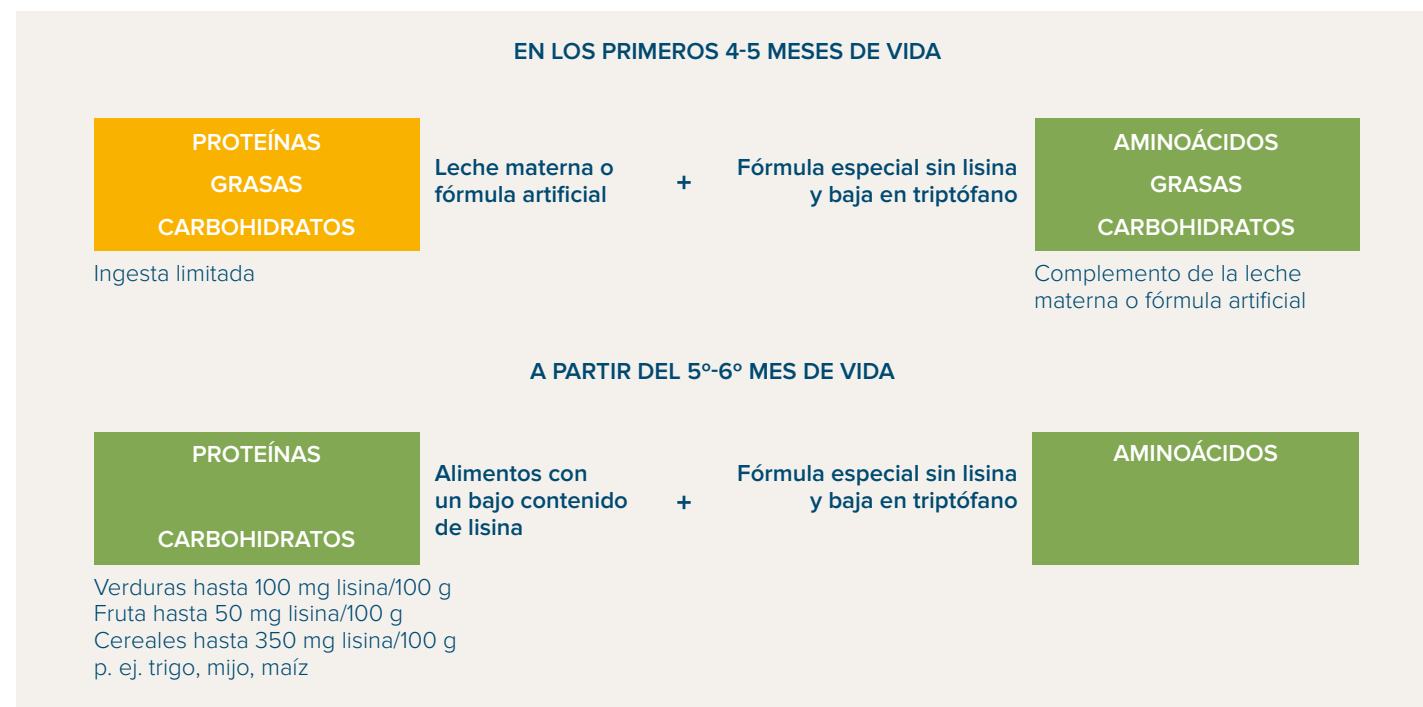 EN LOS PRIMEROS 4-5 MESES DE VIDA
PROTEÍNAS
GRASAS
CARBOHIDRATOS
Ingesta limitada
Leche materna o
fórmula artificial
+
Fórmula especial sin lisina
y baja en triptófano
AMINOÁCIDOS
GRASAS
CARBOHIDRATOS
Complemento de la leche
materna o fórmula artificial
A PARTIR DEL 5º-6º MES DE VIDA
PROTEÍNAS
CARBOHIDRATOS
Verduras hasta 100 mg lisina/100 g
Fruta hasta 50 mg lisina/100 g
Cereales hasta 350 mg lisina/100 g
p. ej. trigo, mijo, maíz
Alimentos con
un bajo contenido
de lisina
+
Fórmula especial sin lisina
y baja en triptófano
AMINOÁCIDOS